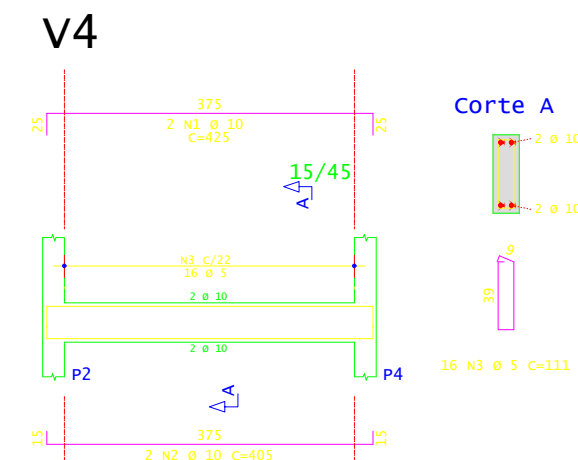 V4
375
25
2 N1 Ø 10
C=425
25
Corte A
2 Ø 10
2 Ø 10
15/45
A
N3 C/22
16 Ø 5
2 Ø 10
2 Ø 10
P2
P4
9
39
16 N3 Ø 5 C=111
A
375
15
15
2 N2 Ø 10 C=405